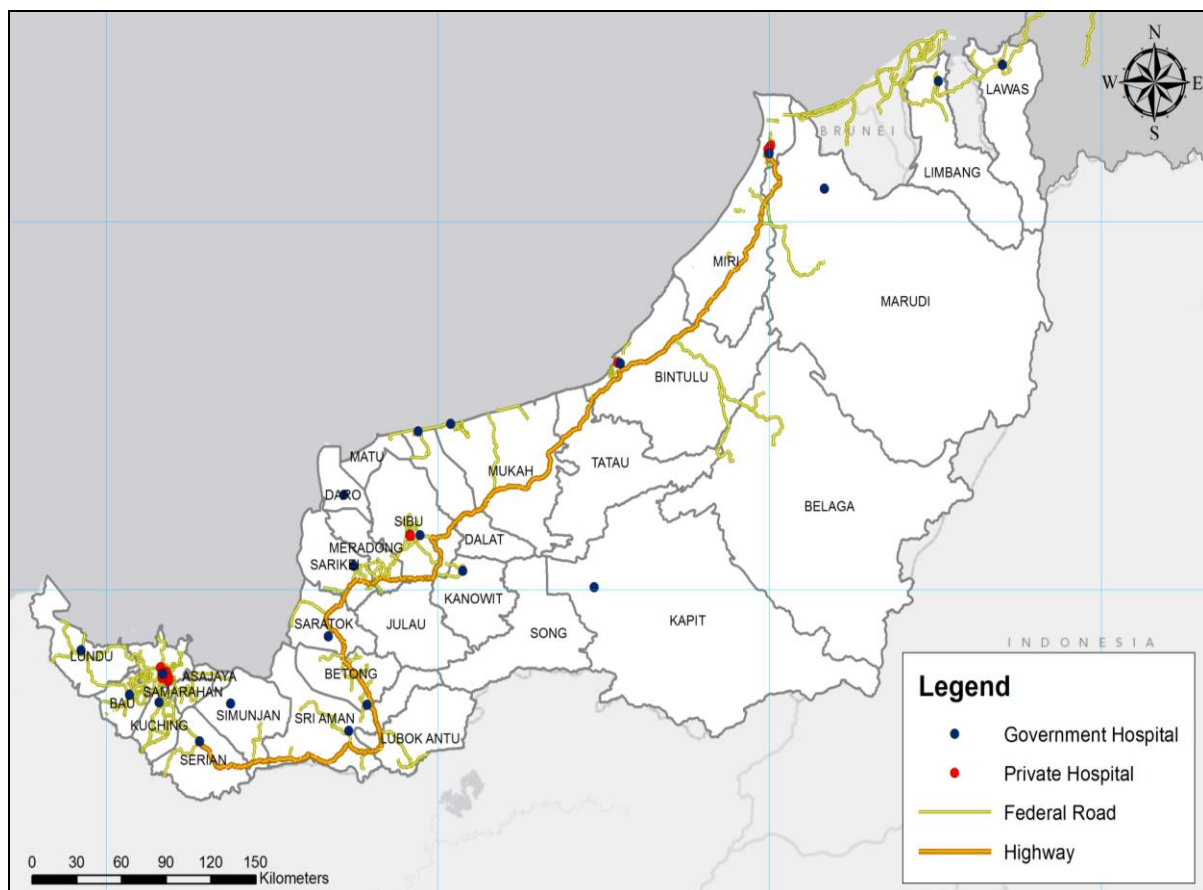 N
W E
S
LAWAS
BRUNEI
LIMBANG
MIRI
MARUDI
BINTULU
MATU
MUKAH
TATAU
DARO
BELAGA
SIBU
MERADONG
DALAT
SARIKEI
KANOWIT
SARATOK
JULAU
SONG
KAPIT
INDONESIA
LUNDU
ASAJAYA
BETONG
SAMARAHAN
BAU
SIMUNJAN
SRI AMAN
KUCHING
LUBOK ANTU
SERIAN
Legend
Government Hospital
Private Hospital
Federal Road
Highway
0 30 60 90 120 150
Kilometers